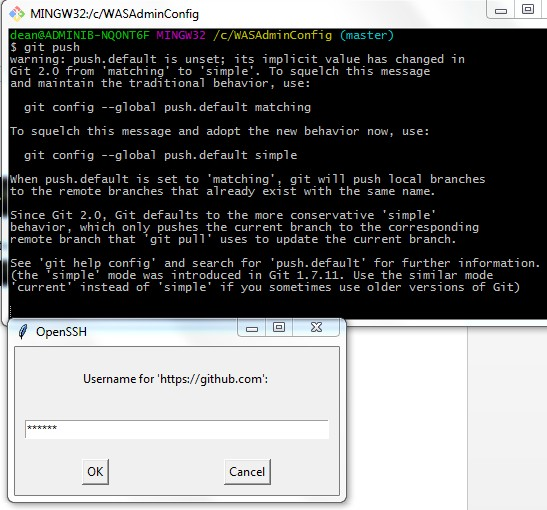 MINGW32:/c/WASAdminConfig
dean@ADMINIB-NQONT6F MINGW32 /c/WASAdminConfig (master)
$ git push
warning: push.default is unset; its implicit value has changed in
Git 2.0 from 'matching' to 'simple'. To squelch this message
and maintain the traditional behavior, use:
git config --global push.default matching
To squelch this message and adopt the new behavior now, use:
git config --global push.default simple
When push.default is set to 'matching', git will push local branches
to the remote branches that already exist with the same name.
Since Git 2.0, Git defaults to the more conservative 'simple'
behavior, which only pushes the current branch to the corresponding
remote branch that 'git pull' uses to update the current branch.
See 'git help config' and search for 'push.default' for further information.
(the 'simple' mode was introduced in Git 1.7.11. Use the similar mode
'current' instead of 'simple' if you sometimes use older versions of Git)
OpenSSH
Username for 'https://github.com':
******
OK Cancel